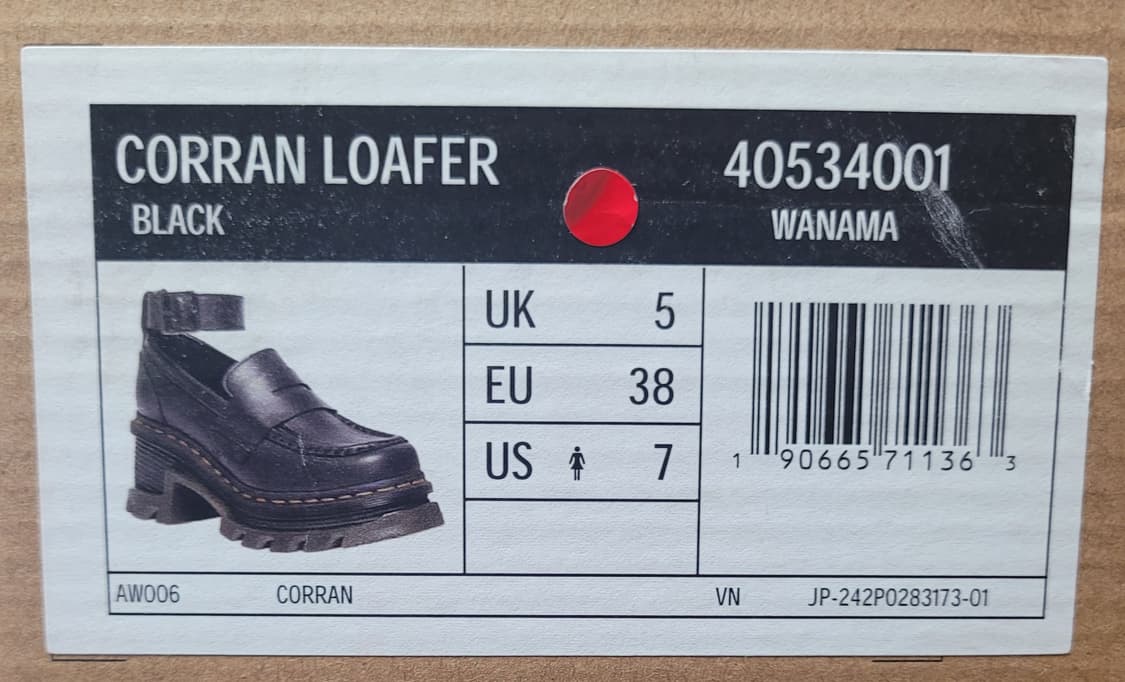 CORRAN LOAFER
BLACK
40534001
WANAMA
UK 5
EU 38
US 7
1 90665 71136 3
AW006 CORRAN VN JP-242P0283173-01